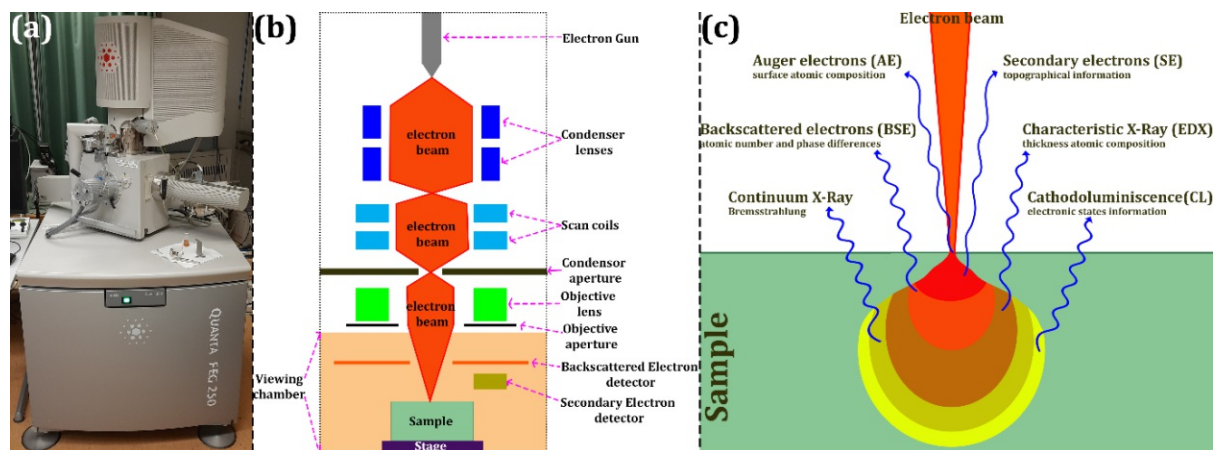 (a)
QUANTA FEG 250
(b)
Electron Gun
electron
beam
Condenser
lenses
electron
beam
Scan coils
Condensor
aperture
electron
beam
Objective
lens
Objective
aperture
Viewing
chamber
Backscattered Electron
detector
Secondary Electron
detector
Sample
Stage
(c)
Electron beam
Auger electrons (AE)
surface atomic composition
Secondary electrons (SE)
topographical information
Backscattered electrons (BSE)
atomic number and phase differences
Characteristic X-Ray (EDX)
thickness atomic composition
Continuum X-Ray
Bremsstrahlung
Cathodoluminiscence(CL)
electronic states information
Sample